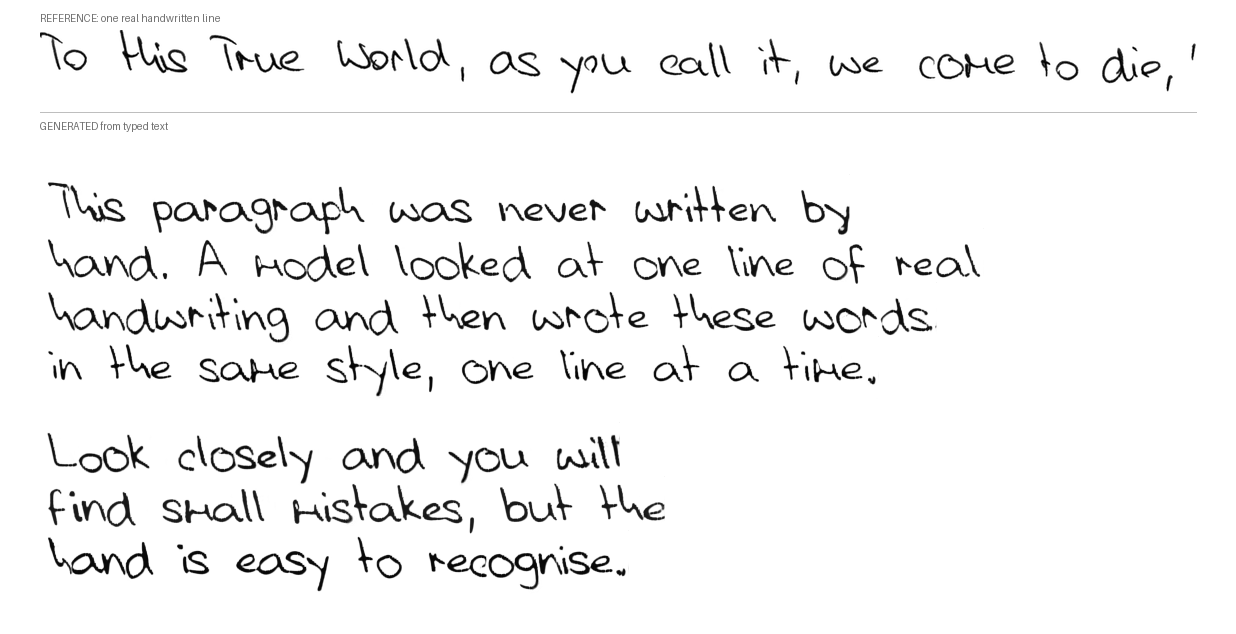 REFERENCE: one real handwritten line
To this True World, as you call it, we come to die,'
GENERATED from typed text
This paragraph was never written by
hand. A model looked at one line of real
handwriting and then wrote these words
in the same style, one line at a time.
Look closely and you will
find small mistakes, but the
hand is easy to recognise.